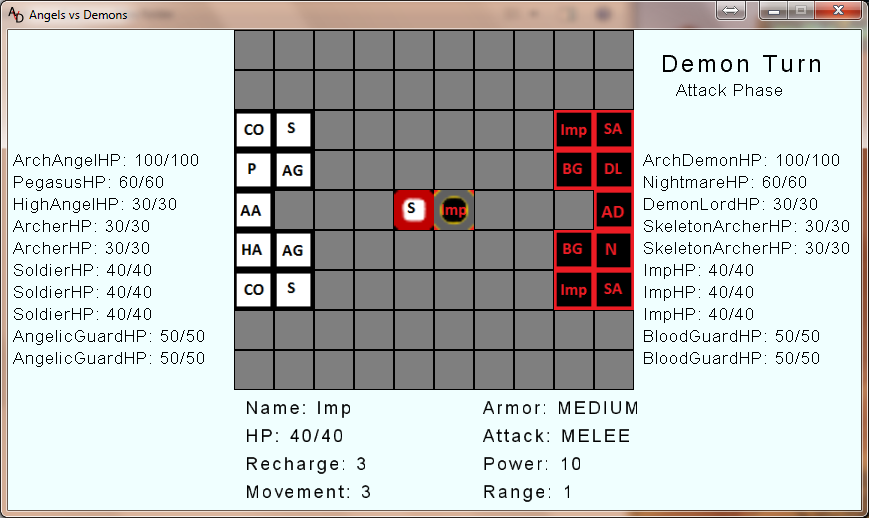 Angels vs Demons
Demon Turn
Attack Phase
ArchAngelHP: 100/100
PegasusHP: 60/60
HighAngelHP: 30/30
ArcherHP: 30/30
ArcherHP: 30/30
SoldierHP: 40/40
SoldierHP: 40/40
SoldierHP: 40/40
AngelicGuardHP: 50/50
AngelicGuardHP: 50/50
CO S Imp SA
P AG BG DL
AA S Imp AD
HA AG BG N
CO S Imp SA
ArchDemonHP: 100/100
NightmareHP: 60/60
DemonLordHP: 30/30
SkeletonArcherHP: 30/30
SkeletonArcherHP: 30/30
ImpHP: 40/40
ImpHP: 40/40
ImpHP: 40/40
BloodGuardHP: 50/50
BloodGuardHP: 50/50
Name: Imp
HP: 40/40
Recharge: 3
Movement: 3
Armor: MEDIUM
Attack: MELEE
Power: 10
Range: 1